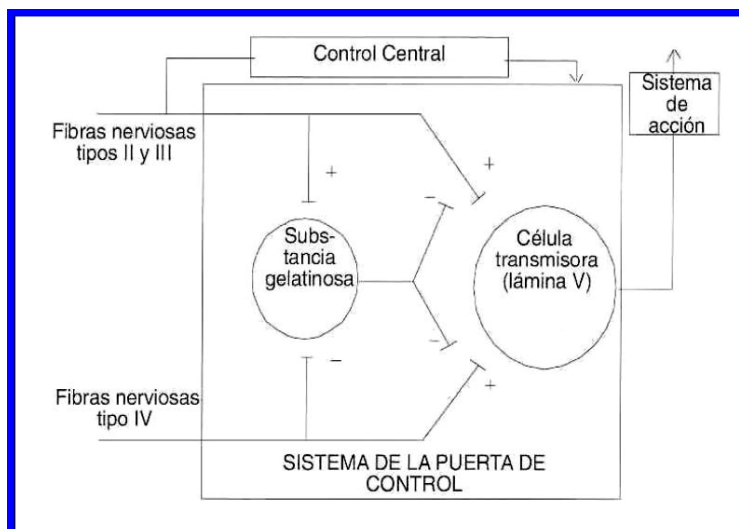 Control Central
Sistema
de
acción
Fibras nerviosas
tipos II y III
+
+
−
Subs-
tancia
gelatinosa
Célula
transmisora
(lámina V)
−
−
+
Fibras nerviosas
tipo IV
SISTEMA DE LA PUERTA DE
CONTROL